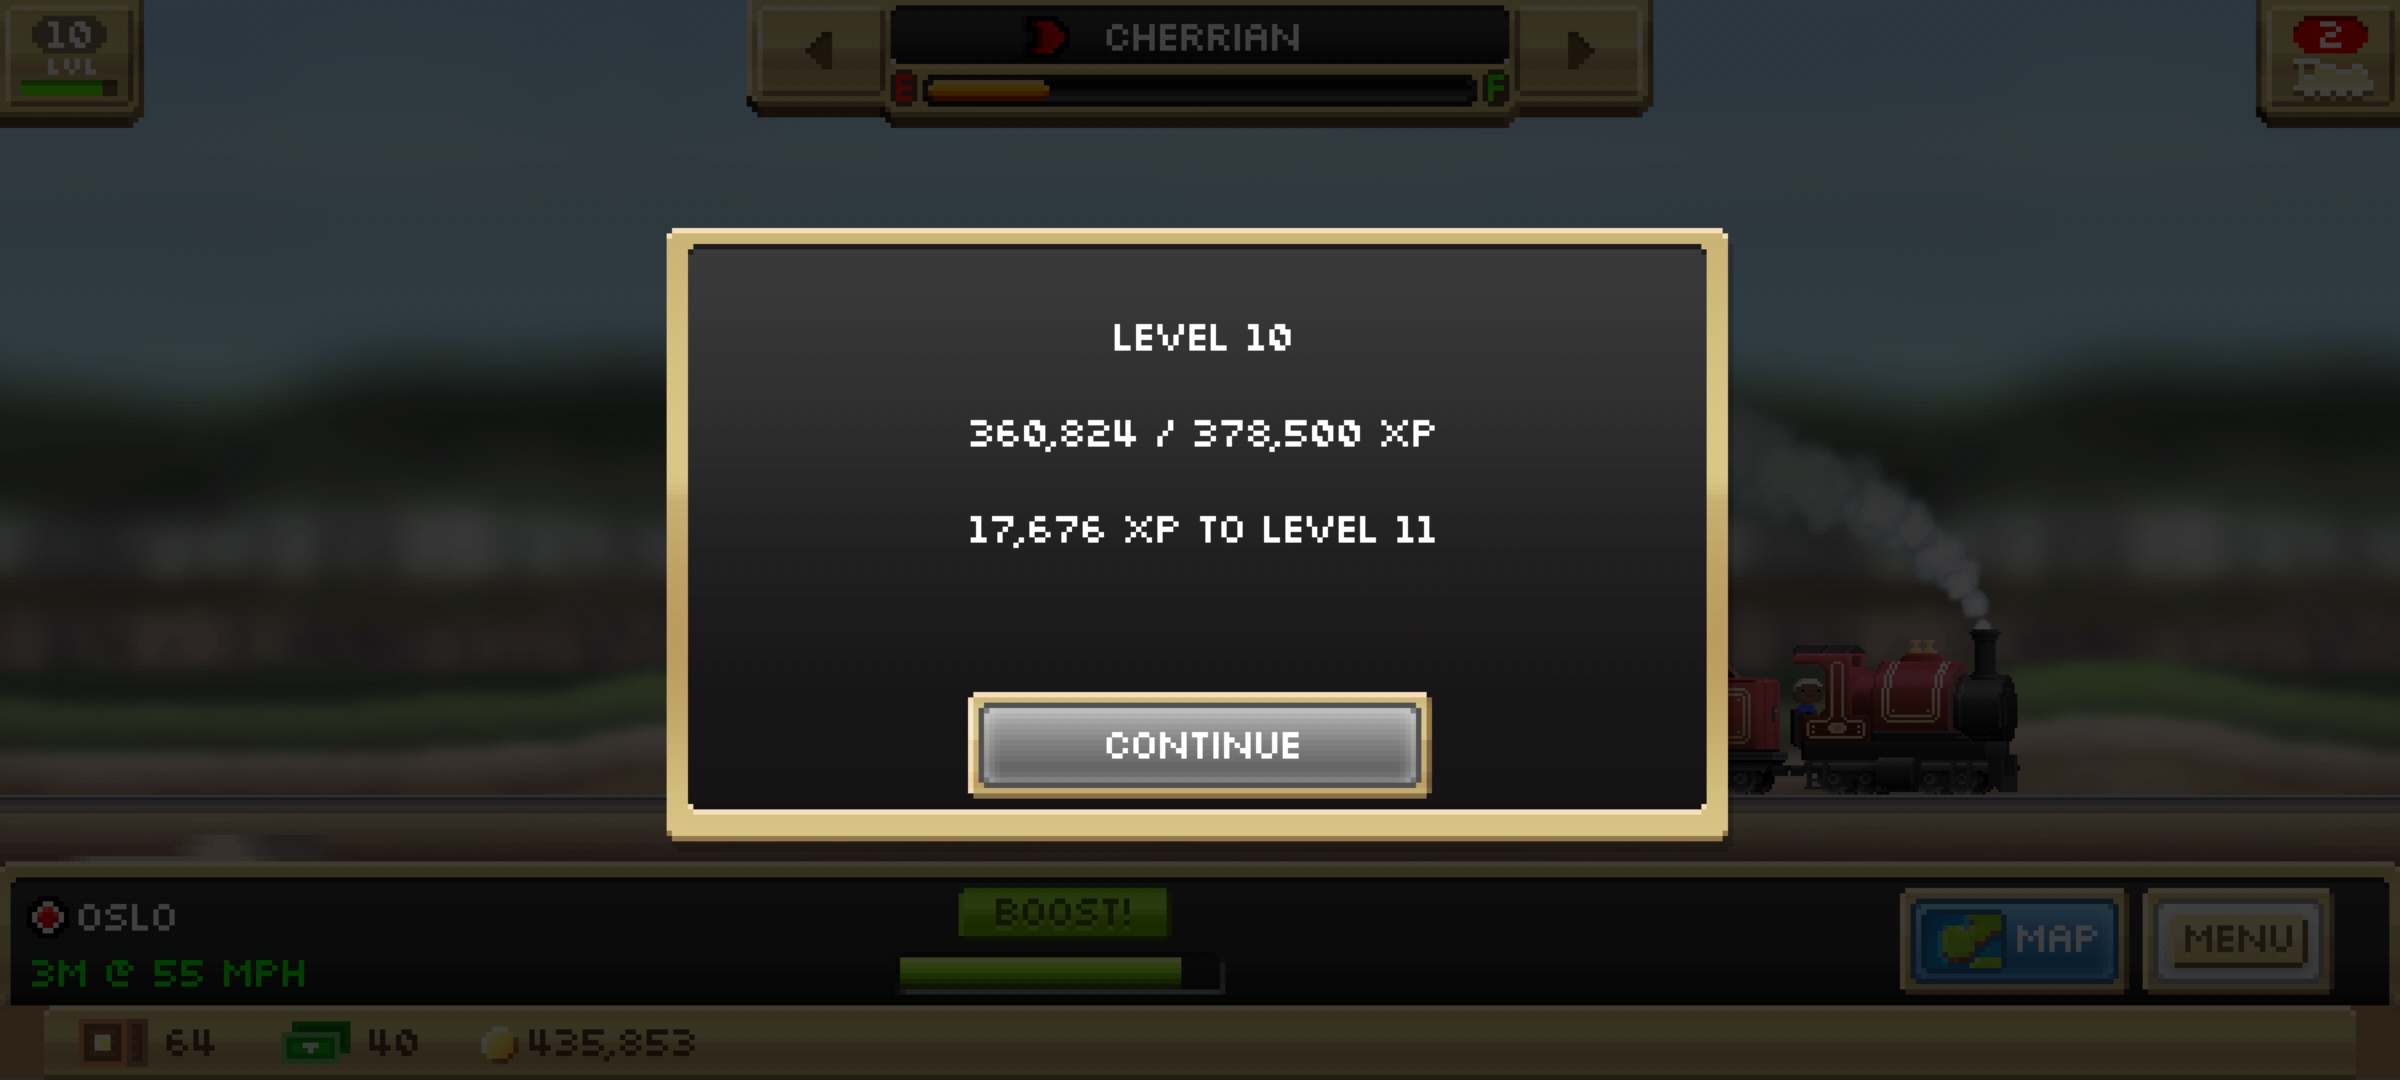 10
LVL
CHERRIAN
E
F
2
LEVEL 10
360,824 / 378,500 XP
17,676 XP TO LEVEL 11
CONTINUE
OSLO
3M @ 55 MPH
BOOST!
MAP
MENU
64
40
435,853